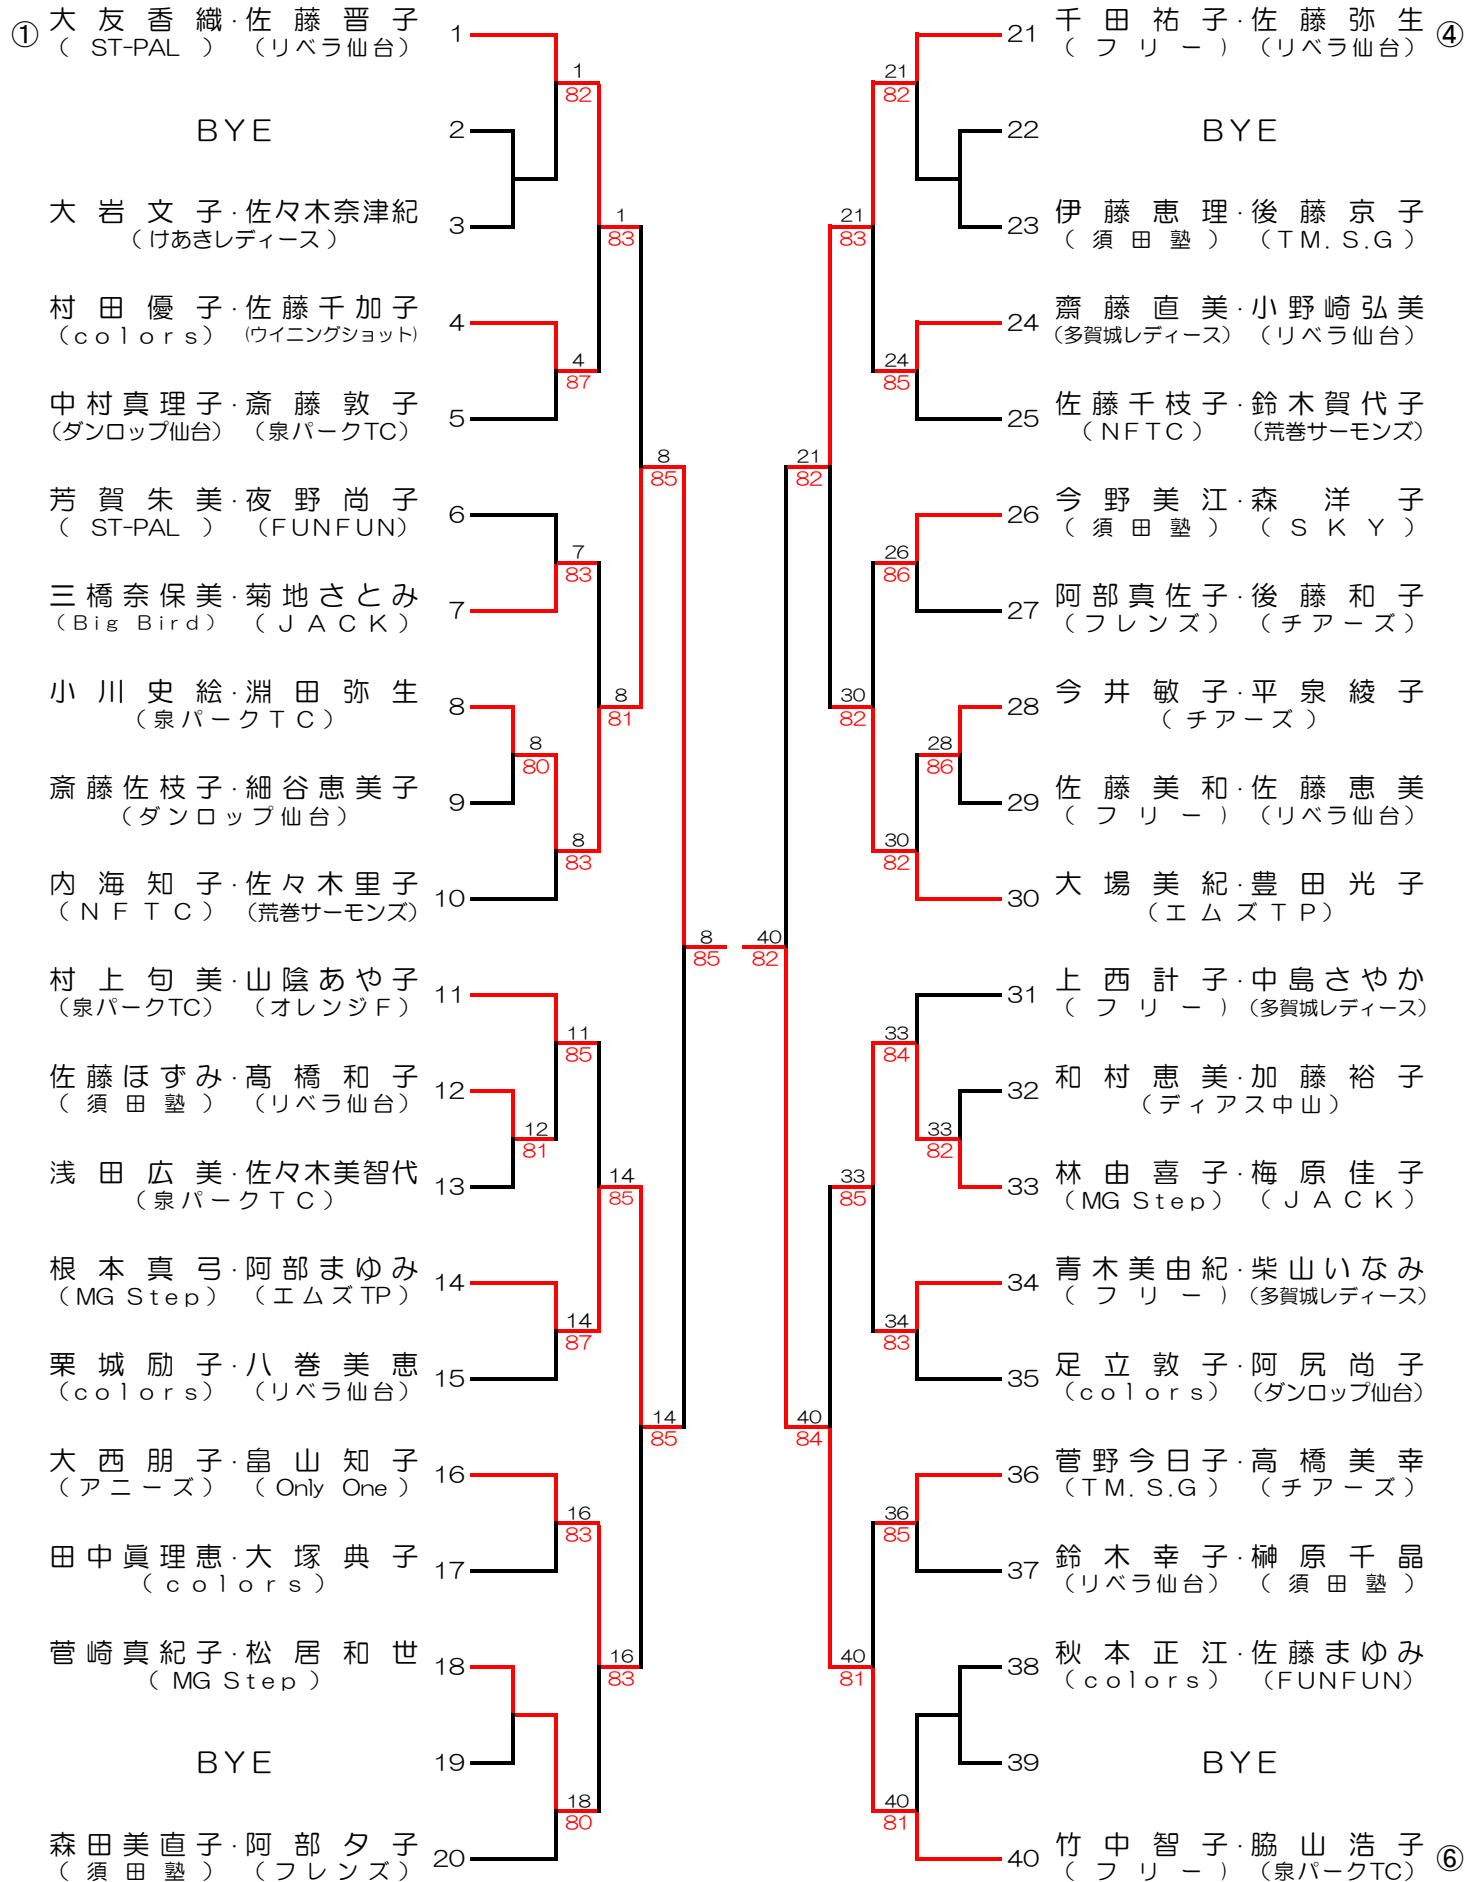 ① 大友香織・佐藤晋子 1
( ST-PAL ) (リベラ仙台)
1
82
BYE 2
大岩文子・佐々木奈津紀 3
(けあきレディース)
1
83
村田優子・佐藤千加子 4
(colors) (ウイニングショット)
4
87
中村真理子・斎藤敦子 5
(ダンロップ仙台) (泉パークTC)
8
85
芳賀朱美・夜野尚子 6
( ST-PAL ) (FUNFUN)
7
83
三橋奈保美・菊地さとみ 7
(Big Bird) (JACK)
小川史絵・淵田弥生 8
(泉パークTC)
8
81
8
80
斎藤佐枝子・細谷恵美子 9
(ダンロップ仙台)
8
83
内海知子・佐々木里子 10
(NFTC) (荒巻サーモンズ)
8
85
村上句美・山陰あや子 11
(泉パークTC) (オレンジF)
11
85
佐藤ほずみ・髙橋和子 12
(須田塾) (リベラ仙台)
12
81
浅田広美・佐々木美智代 13
(泉パークTC)
14
85
根本真弓・阿部まゆみ 14
(MG Step) (エムズTP)
14
87
栗城励子・八巻美恵 15
(colors) (リベラ仙台)
14
85
大西朋子・畠山知子 16
(アニーズ) (Only One)
16
83
田中眞理恵・大塚典子 17
(colors)
菅崎真紀子・松居和世 18
(MG Step)
16
83
BYE 19
18
80
森田美直子・阿部夕子 20
(須田塾) (フレンズ)
21 千田祐子・佐藤弥生 ④
(フリー) (リベラ仙台)
21
82
22 BYE
23 伊藤恵理・後藤京子
(須田塾) (TM.S.G)
21
83
24 齋藤直美・小野崎弘美
(多賀城レディース) (リベラ仙台)
24
85
25 佐藤千枝子・鈴木賀代子
(NFTC) (荒巻サーモンズ)
21
82
26 今野美江・森洋子
(須田塾) (SKY)
26
86
27 阿部真佐子・後藤和子
(フレンズ) (チアーズ)
28 今井敏子・平泉綾子
(チアーズ)
30
82
28
86
29 佐藤美和・佐藤恵美
(フリー) (リベラ仙台)
30
82
30 大場美紀・豊田光子
(エムズTP)
40
82
31 上西計子・中島さやか
(フリー) (多賀城レディース)
33
84
32 和村恵美・加藤裕子
(ディアス中山)
33
82
33 林由喜子・梅原佳子
(MG Step) (JACK)
33
85
34 青木美由紀・柴山いなみ
(フリー) (多賀城レディース)
34
83
35 足立敦子・阿尻尚子
(colors) (ダンロップ仙台)
40
84
36 菅野今日子・高橋美幸
(TM.S.G) (チアーズ)
36
85
37 鈴木幸子・榊原千晶
(リベラ仙台) (須田塾)
38 秋本正江・佐藤まゆみ
(colors) (FUNFUN)
40
81
39 BYE
40
81
40 竹中智子・脇山浩子 ⑥
(フリー) (泉パークTC)